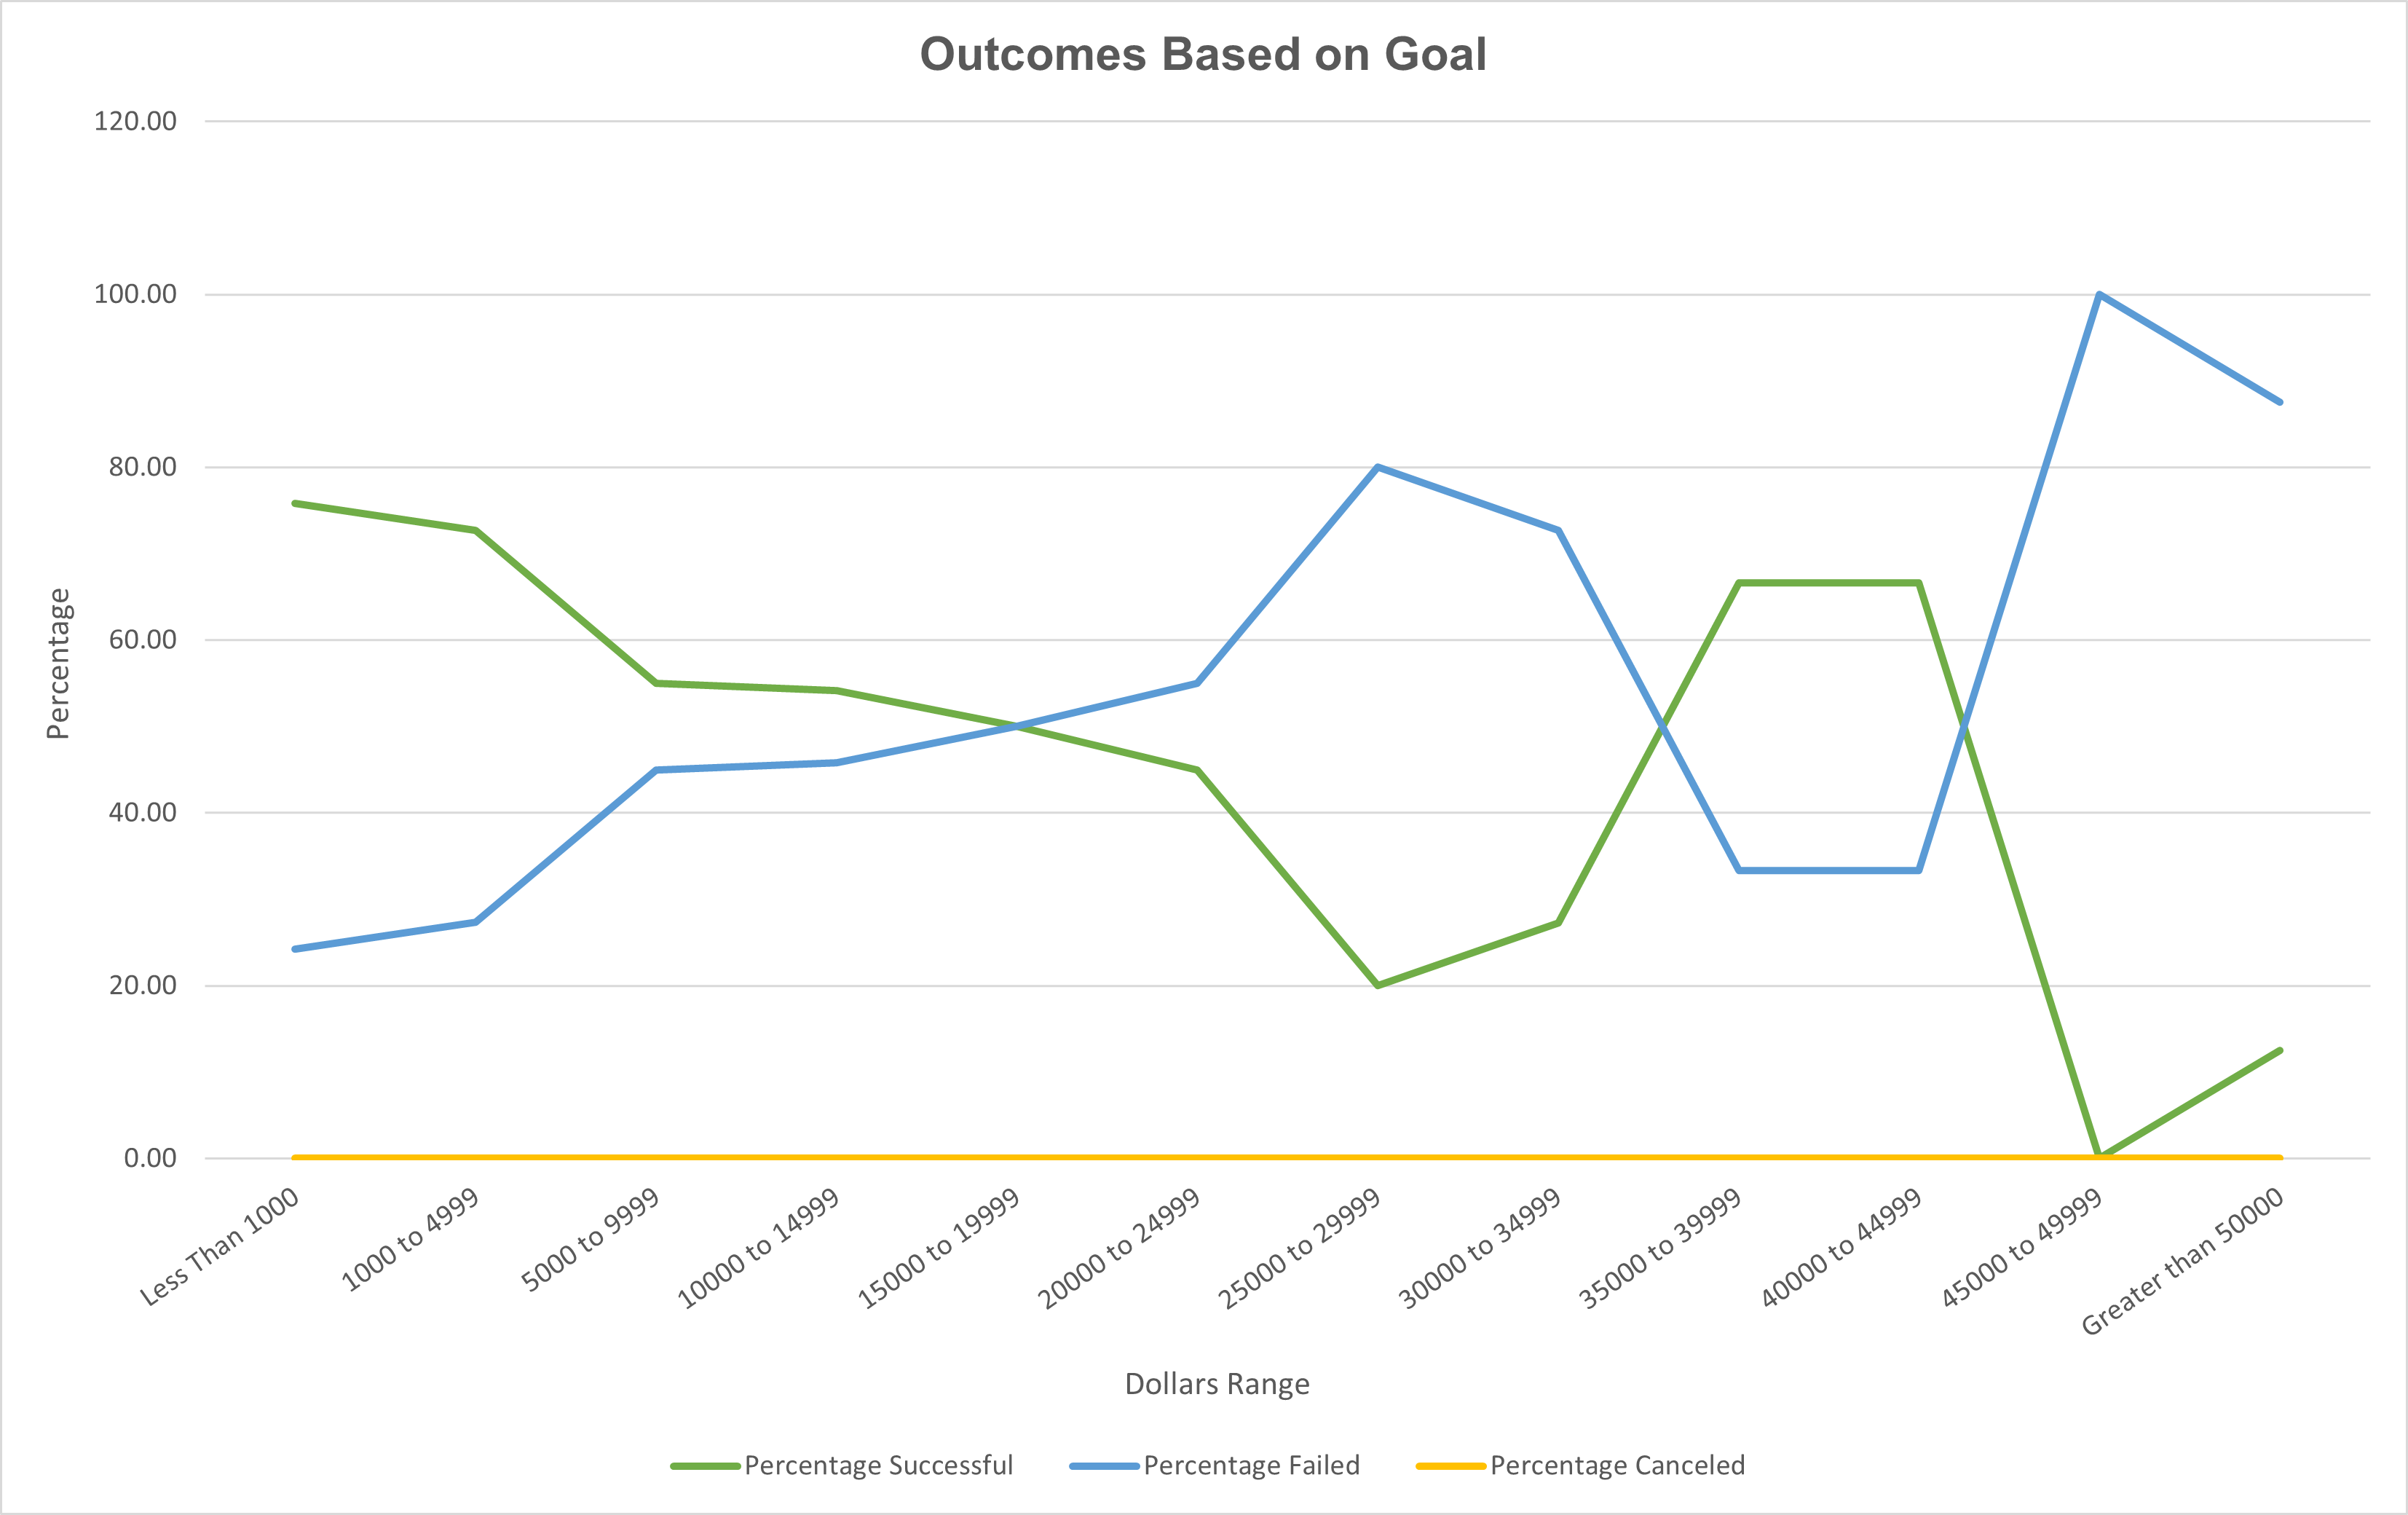 Outcomes Based on Goal
120.00
100.00
80.00
60.00
40.00
20.00
0.00
Percentage
Less Than 1000
1000 to 4999
5000 to 9999
10000 to 14999
15000 to 19999
20000 to 24999
25000 to 29999
30000 to 34999
35000 to 39999
40000 to 44999
45000 to 49999
Greater than 50000
Dollars Range
Percentage Successful Percentage Failed Percentage Canceled